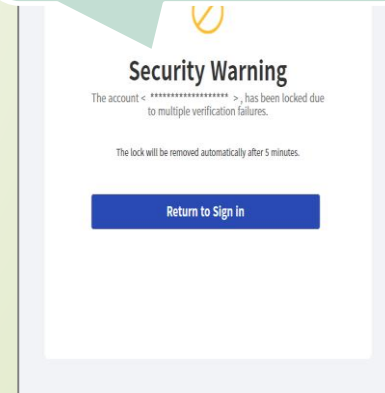 Security Warning
The account < ******************* > , has been locked due
to multiple verification failures.
The lock will be removed automatically after 5 minutes.
Return to Sign in